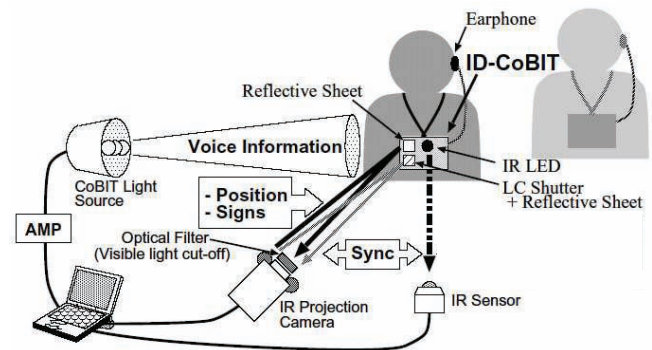 Earphone
ID-CoBIT
Reflective Sheet
Voice Information
CoBIT Light
Source
IR LED
LC Shutter
+ Reflective Sheet
- Position
- Signs
AMP
Optical Filter
(Visible light cut-off)
Sync
IR Projection
Camera
IR Sensor